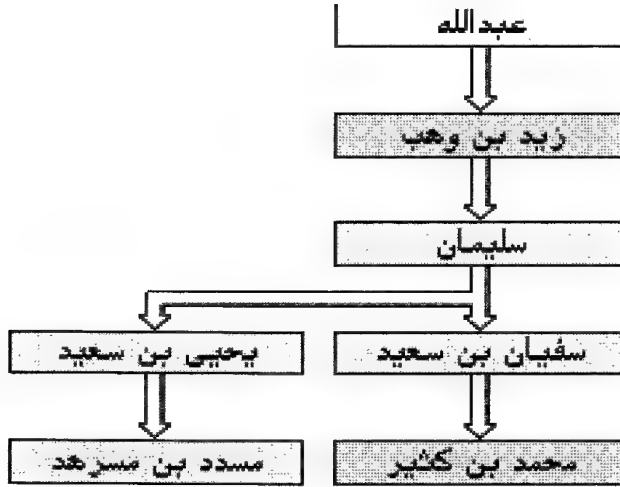 عبدالله
زيد بن وهب
سليمان
سفيان بن سعيد
يحيى بن سعيد
محمد بن كثير
مسدد بن مسرهد